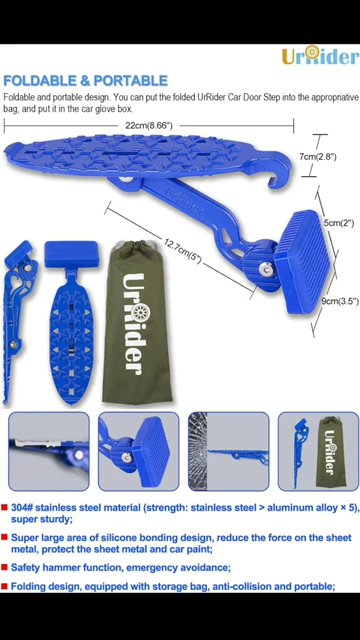 UrRider
FOLDABLE & PORTABLE
Foldable and portable design. You can put the folded UrRider Car Door Step into the appropriative
bag, and put it in the car glove box.
22cm(8.66")
7cm(2.8")
UrRider
5cm(2")
12.7cm(5")
9cm(3.5")
UrRider
UrRider
304# stainless steel material (strength: stainless steel > aluminum alloy × 5),
super sturdy;
Super large area of silicone bonding design, reduce the force on the sheet
metal, protect the sheet metal and car paint;
Safety hammer function, emergency avoidance;
Folding design, equipped with storage bag, anti-collision and portable;